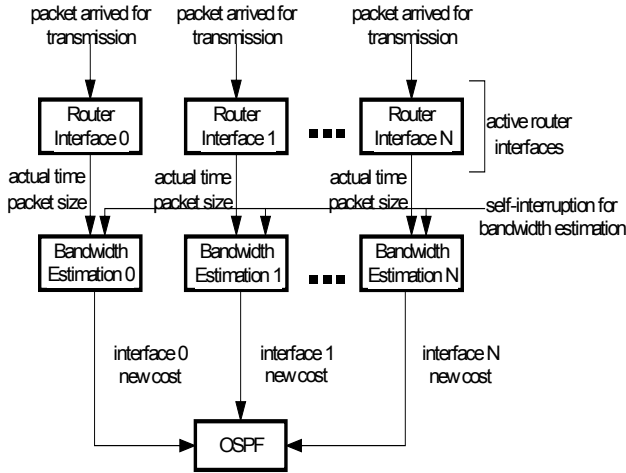 packet arrived for
transmission
packet arrived for
transmission
packet arrived for
transmission
Router
Interface 0
Router
Interface 1
Router
Interface N
active router
interfaces
actual time
packet size
actual time
packet size
actual time
packet size
self-interruption for
bandwidth estimation
Bandwidth
Estimation 0
Bandwidth
Estimation 1
Bandwidth
Estimation N
interface 0
new cost
interface 1
new cost
interface N
new cost
OSPF